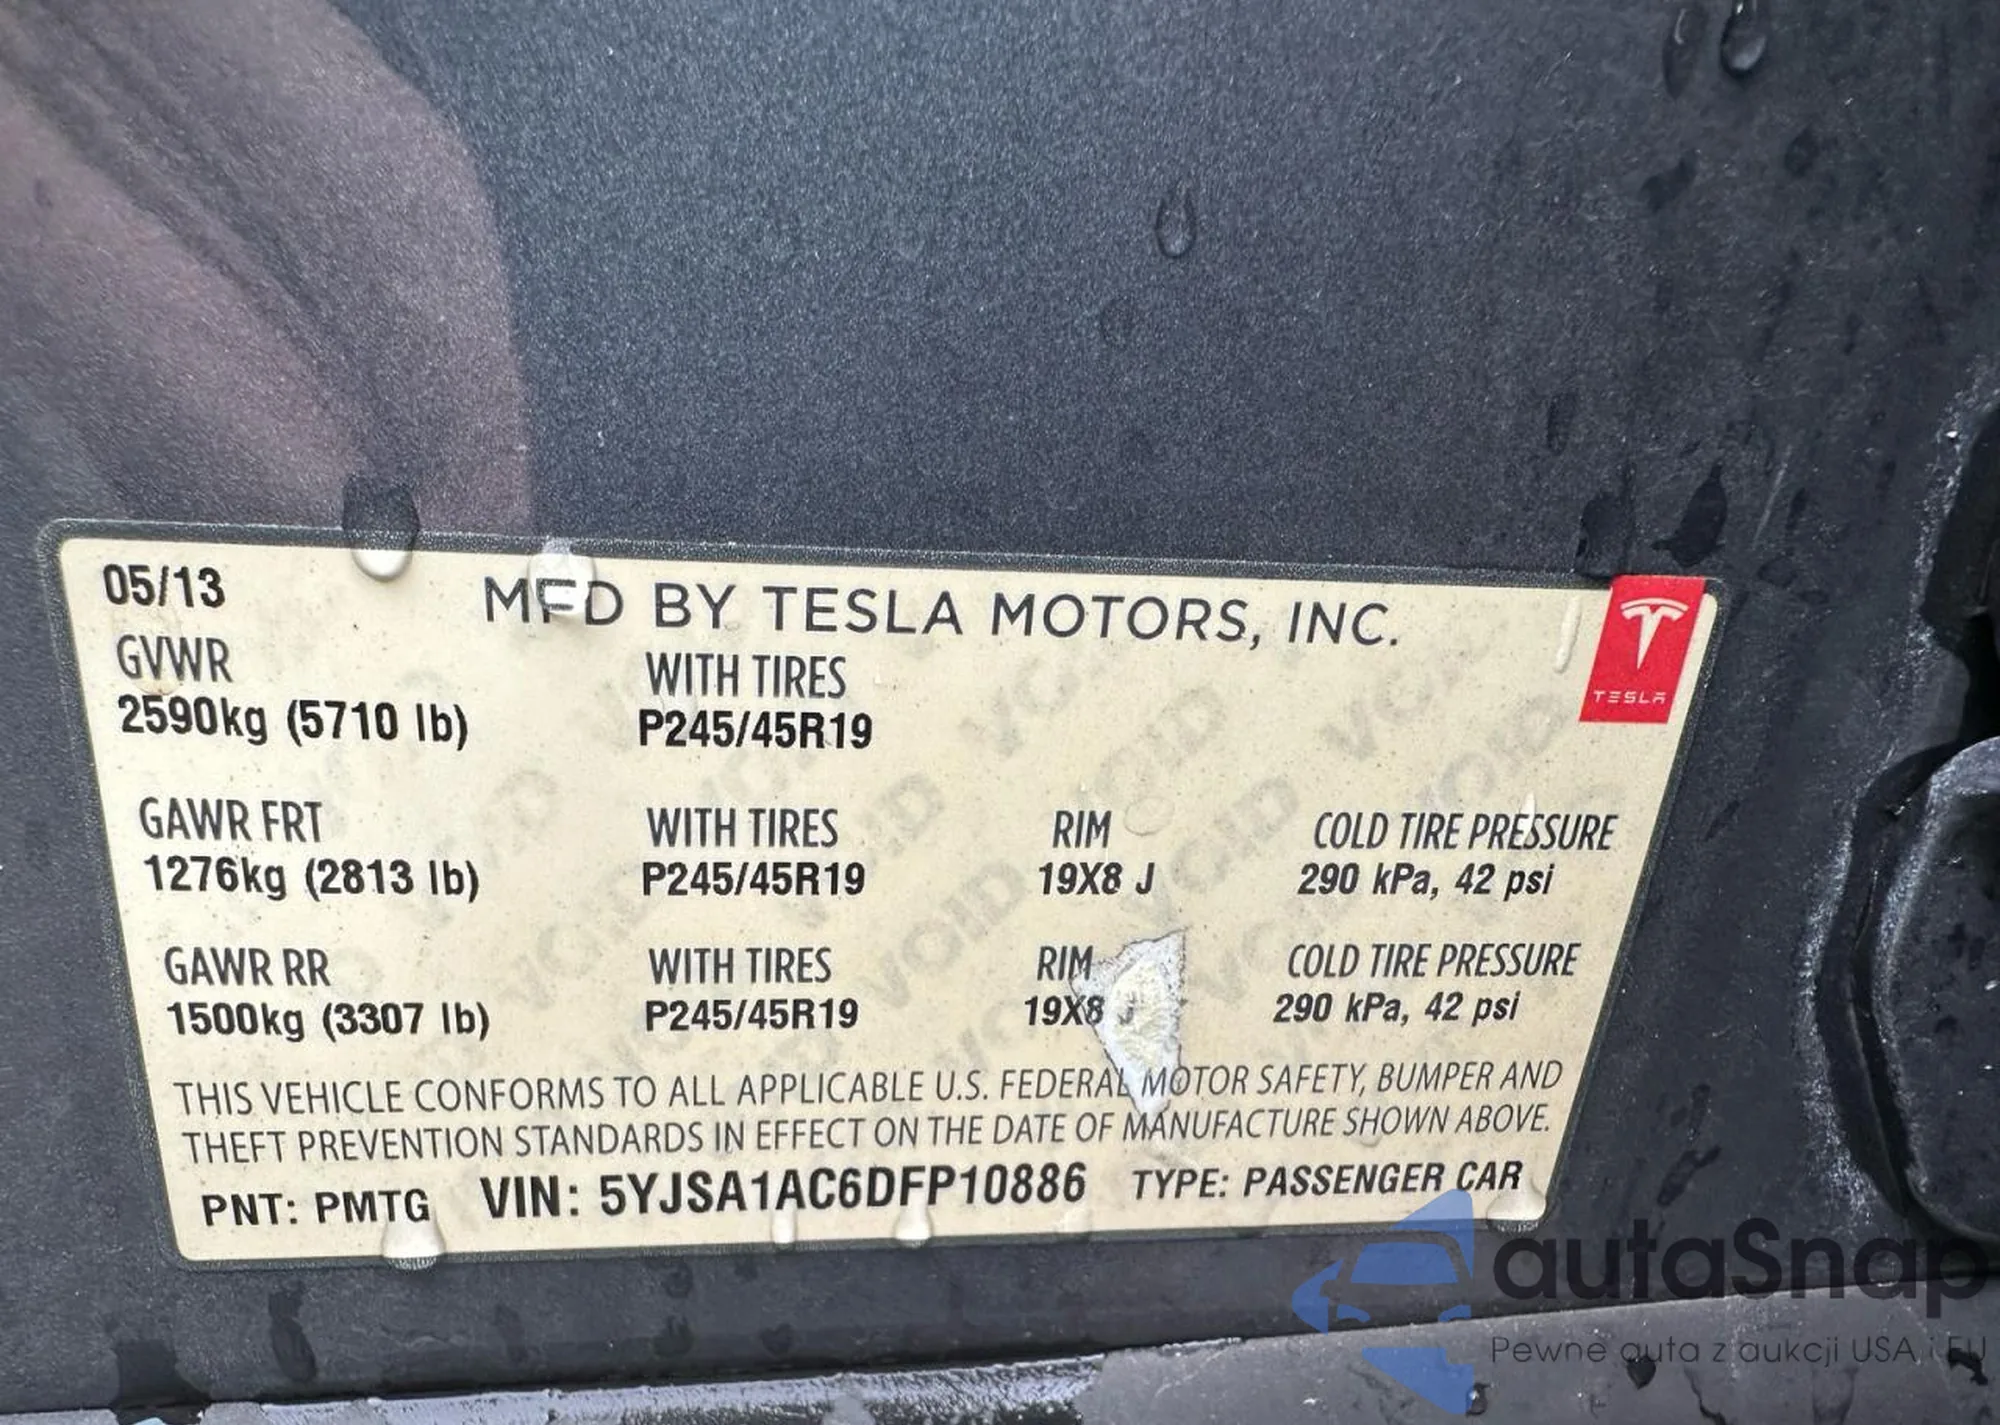 05/13 MFD BY TESLA MOTORS, INC.
TESLA
GVWR WITH TIRES
2590kg (5710 lb) P245/45R19
GAWR FRT WITH TIRES RIM COLD TIRE PRESSURE
1276kg (2813 lb) P245/45R19 19X8 J 290 kPa, 42 psi
GAWR RR WITH TIRES RIM COLD TIRE PRESSURE
1500kg (3307 lb) P245/45R19 19X8 J 290 kPa, 42 psi
THIS VEHICLE CONFORMS TO ALL APPLICABLE U.S. FEDERAL MOTOR SAFETY, BUMPER AND
THEFT PREVENTION STANDARDS IN EFFECT ON THE DATE OF MANUFACTURE SHOWN ABOVE.
PNT: PMTG VIN: 5YJSA1AC6DFP10886 TYPE: PASSENGER CAR
autaSnap
Pewne auta z aukcji USA i EU